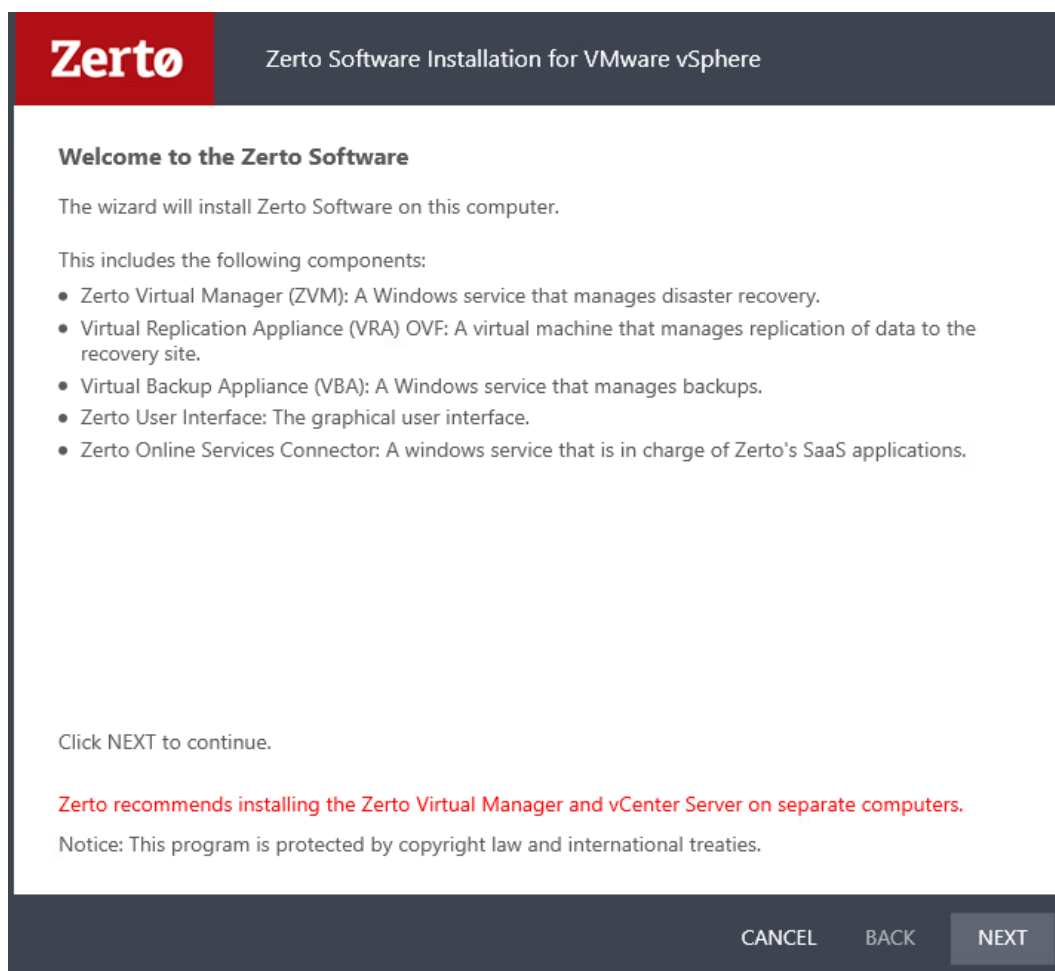 Zertø
Zerto Software Installation for VMware vSphere
Welcome to the Zerto Software
The wizard will install Zerto Software on this computer.
This includes the following components:
● Zerto Virtual Manager (ZVM): A Windows service that manages disaster recovery.
● Virtual Replication Appliance (VRA) OVF: A virtual machine that manages replication of data to the
recovery site.
● Virtual Backup Appliance (VBA): A Windows service that manages backups.
● Zerto User Interface: The graphical user interface.
● Zerto Online Services Connector: A windows service that is in charge of Zerto's SaaS applications.
Click NEXT to continue.
Zerto recommends installing the Zerto Virtual Manager and vCenter Server on separate computers.
Notice: This program is protected by copyright law and international treaties.
CANCEL BACK NEXT